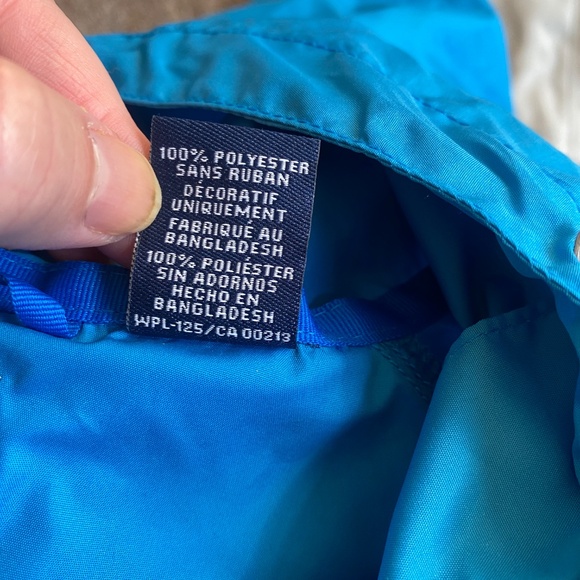 100% POLYESTER
SANS RUBAN
DÉCORATIF
UNIQUEMENT
FABRIQUÉ AU
BANGLADESH
100% POLIÉSTER
SIN ADORNOS
HECHO EN
BANGLADESH
WPL-125/CA 00213